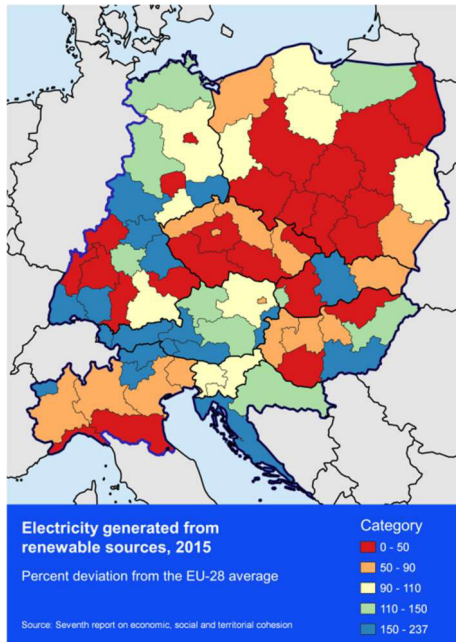 Electricity generated from
renewable sources, 2015
Percent deviation from the EU-28 average
Source: Seventh report on economic, social and territorial cohesion
Category
0 - 50
50 - 90
90 - 110
110 - 150
150 - 237